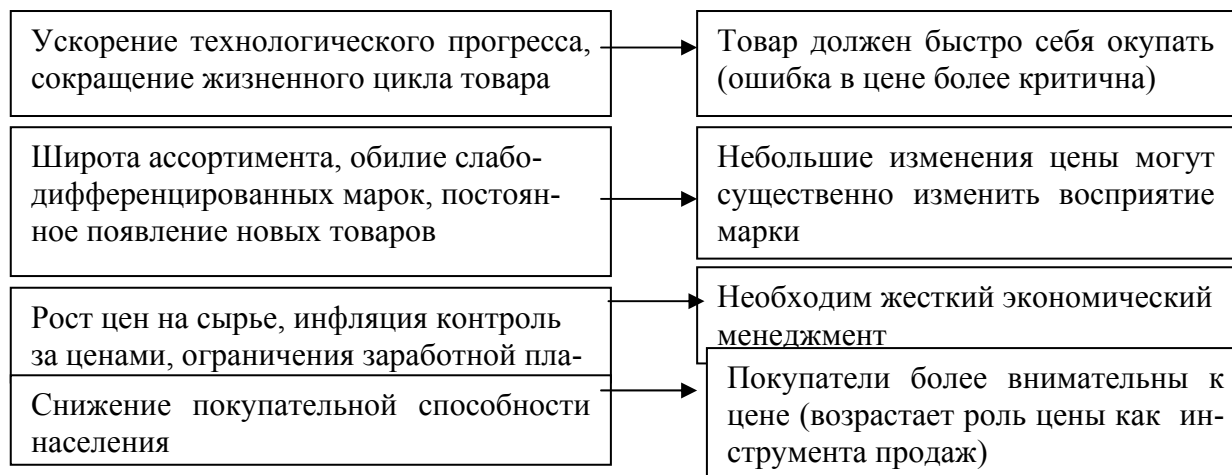 Ускорение технологического прогресса,
сокращение жизненного цикла товара
Товар должен быстро себя окупать
(ошибка в цене более критична)
Широта ассортимента, обилие слабо-
дифференцированных марок, постоян-
ное появление новых товаров
Небольшие изменения цены могут
существенно изменить восприятие
марки
Рост цен на сырье, инфляция контроль
за ценами, ограничения заработной пла-
Необходим жесткий экономический
менеджмент
Снижение покупательной способности
населения
Покупатели более внимательны к
цене (возрастает роль цены как ин-
струмента продаж)